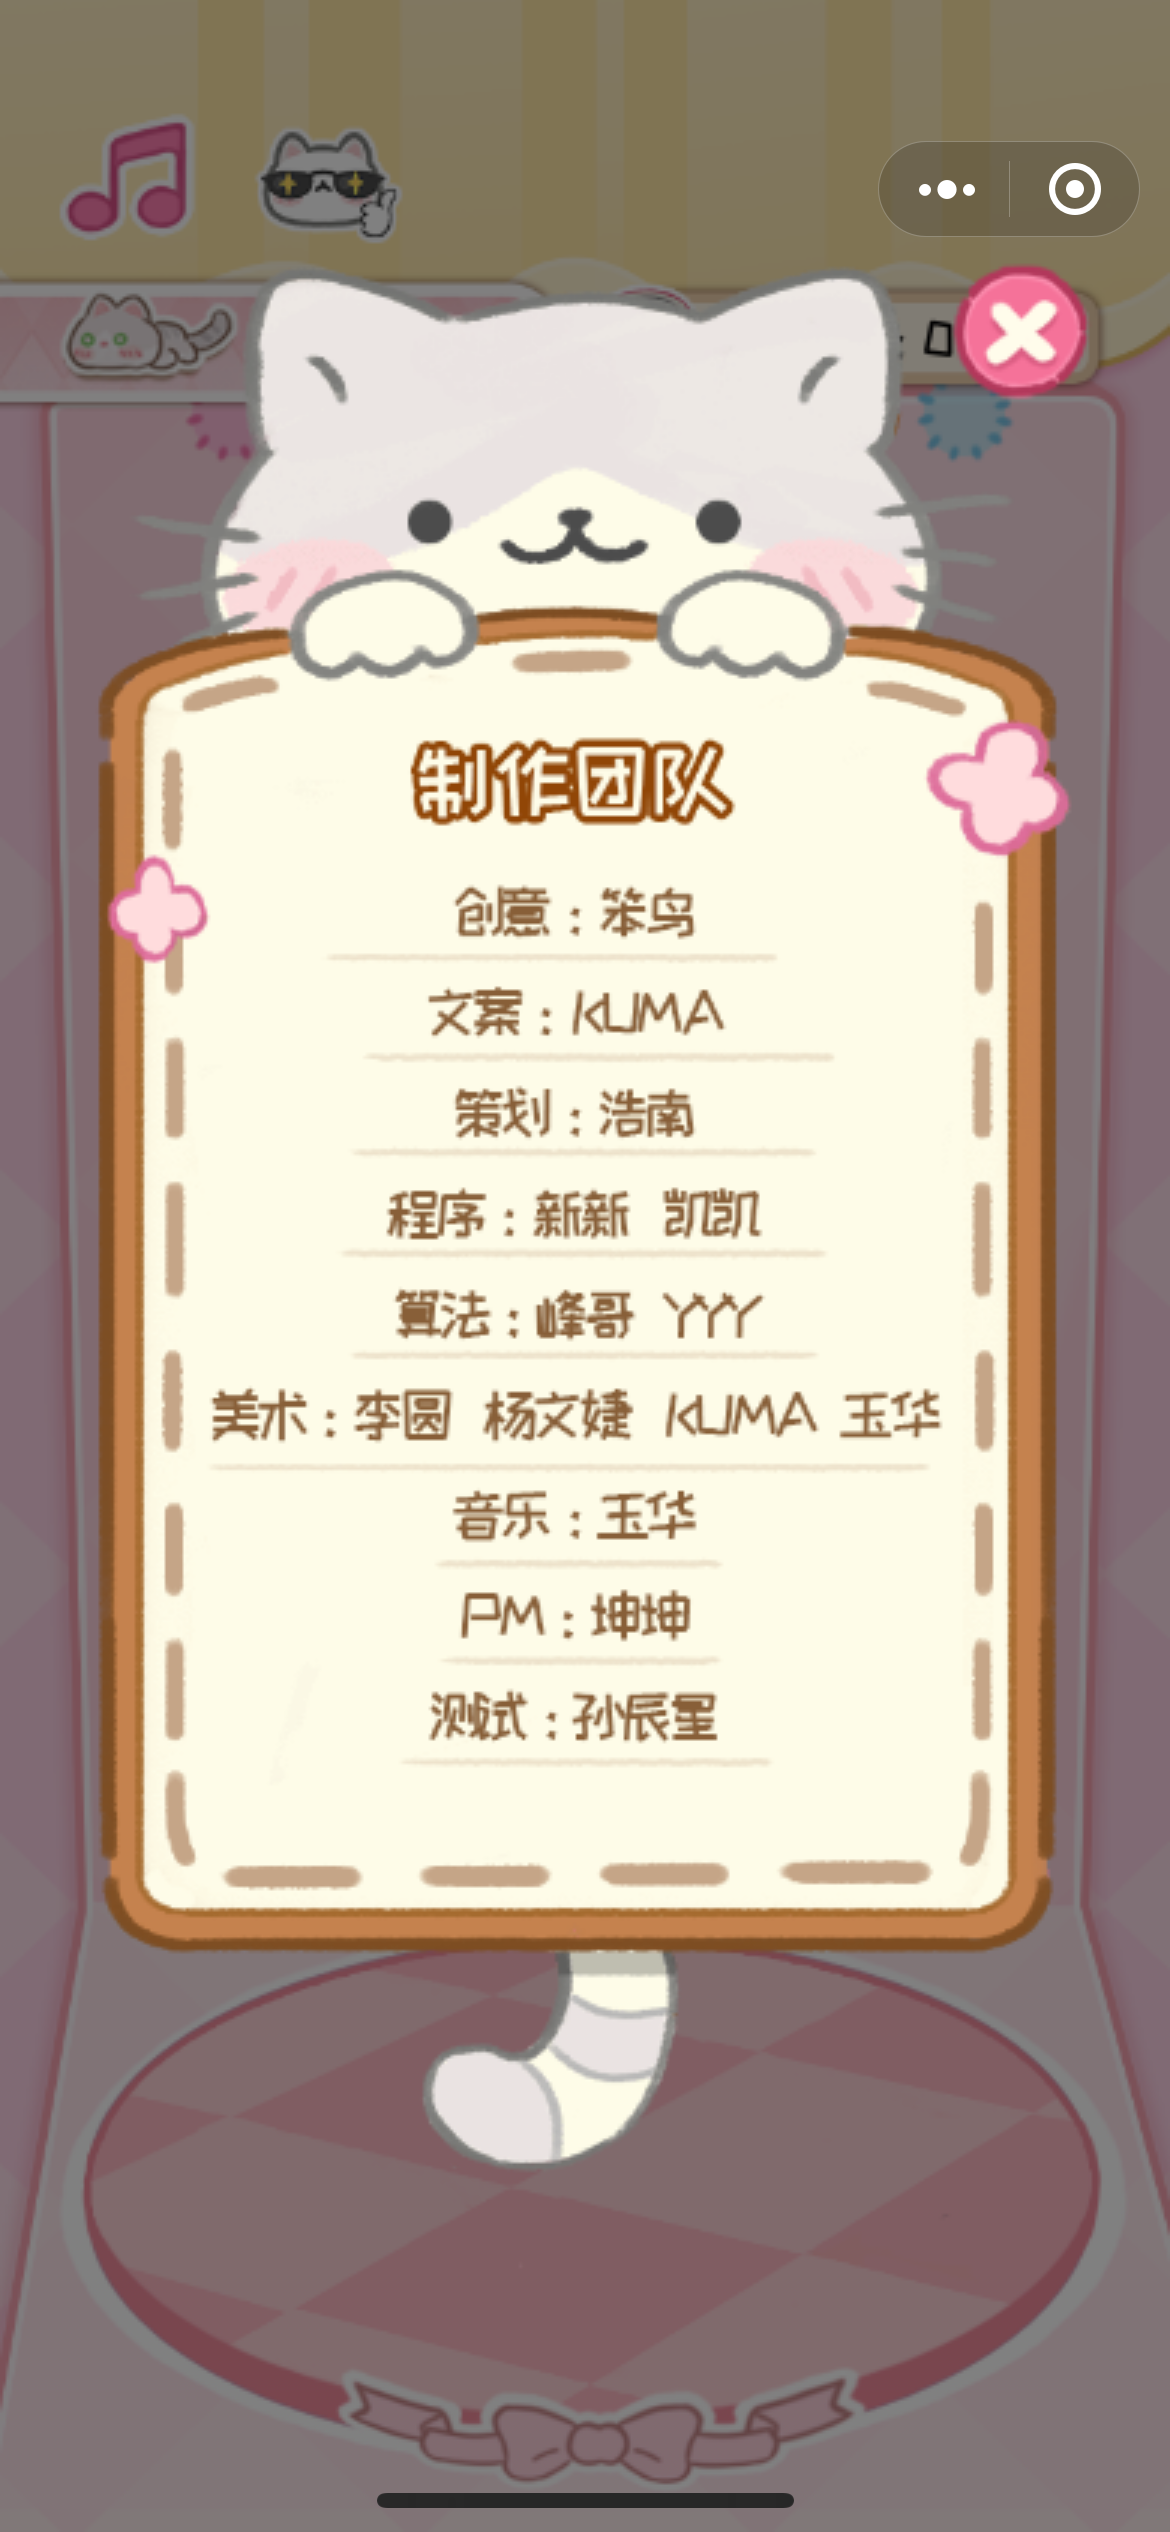 制作团队
创意：笨鸟
文案：KUMA
策划：浩南
程序：新新 凯凯
算法：峰哥 YYY
美术：李圆 杨文婕 KUMA 玉华
音乐：玉华
PM：坤坤
测试：孙辰星